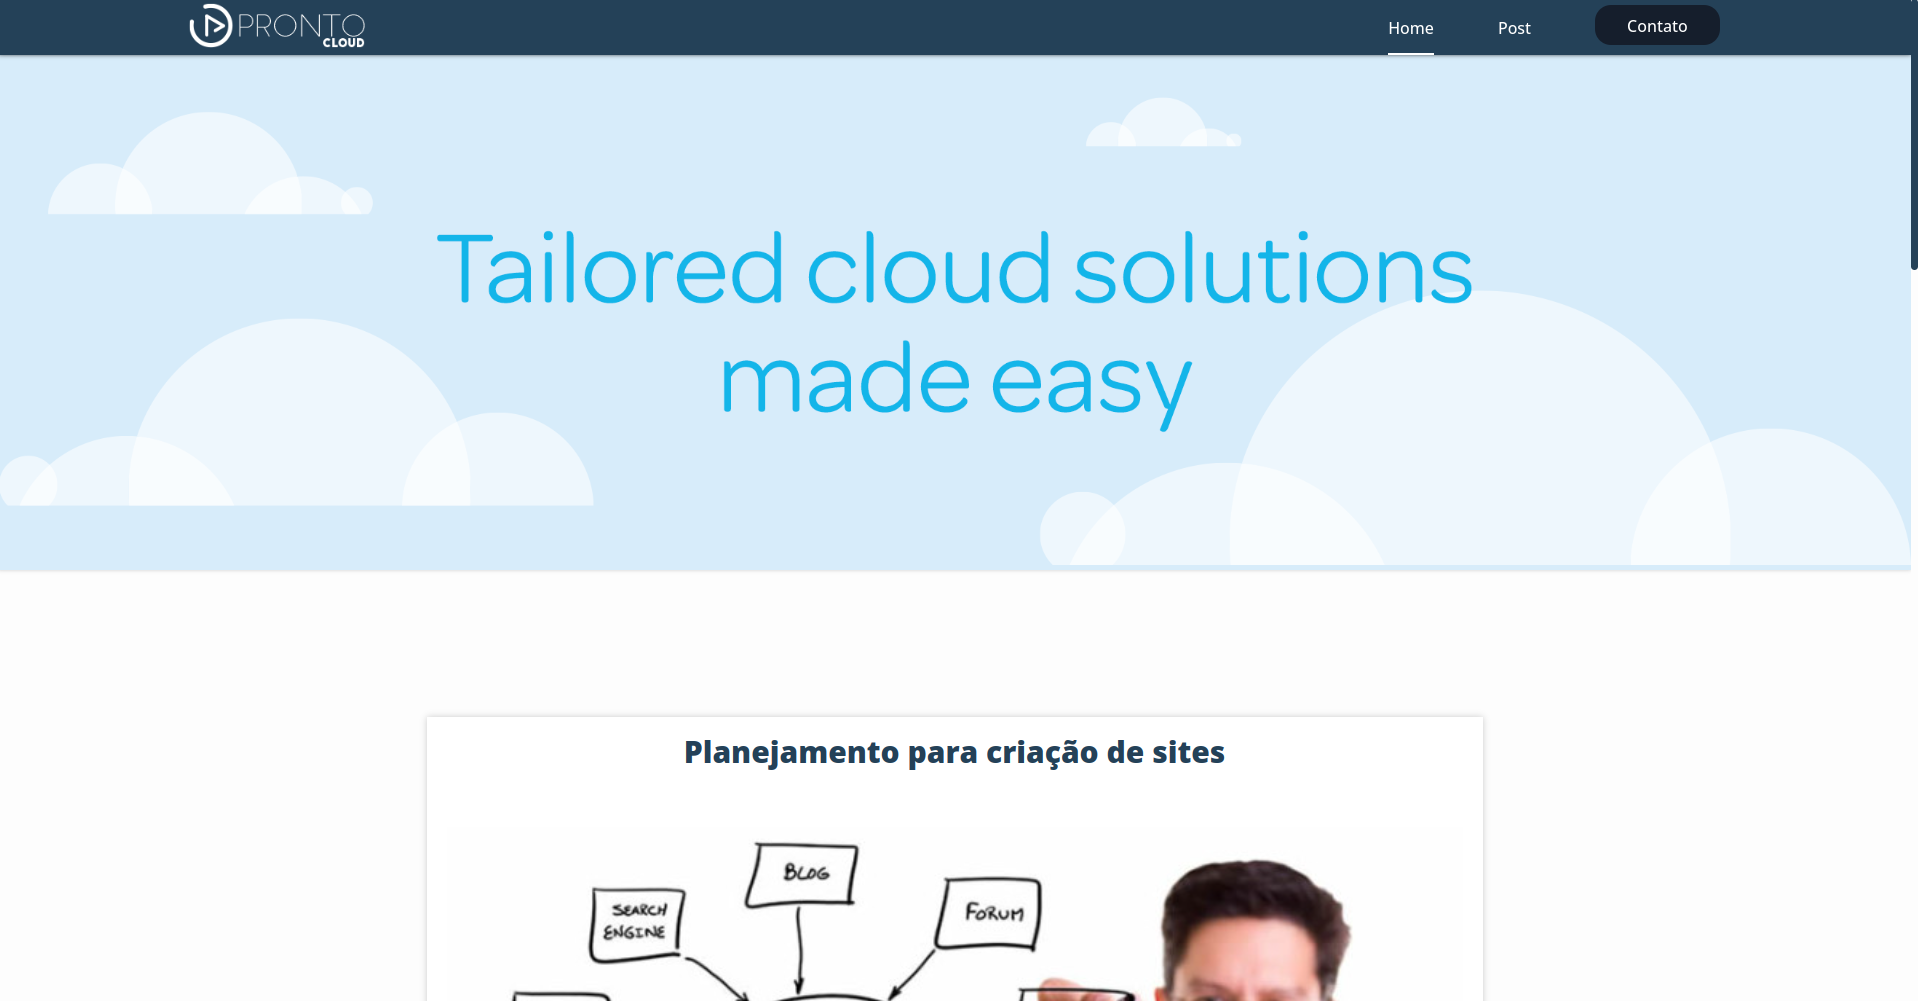 PRONTO
CLOUD
Home
Post
Contato
Tailored cloud solutions
made easy
Planejamento para criação de sites
BLOG
SEARCH
ENGINE
FORUM